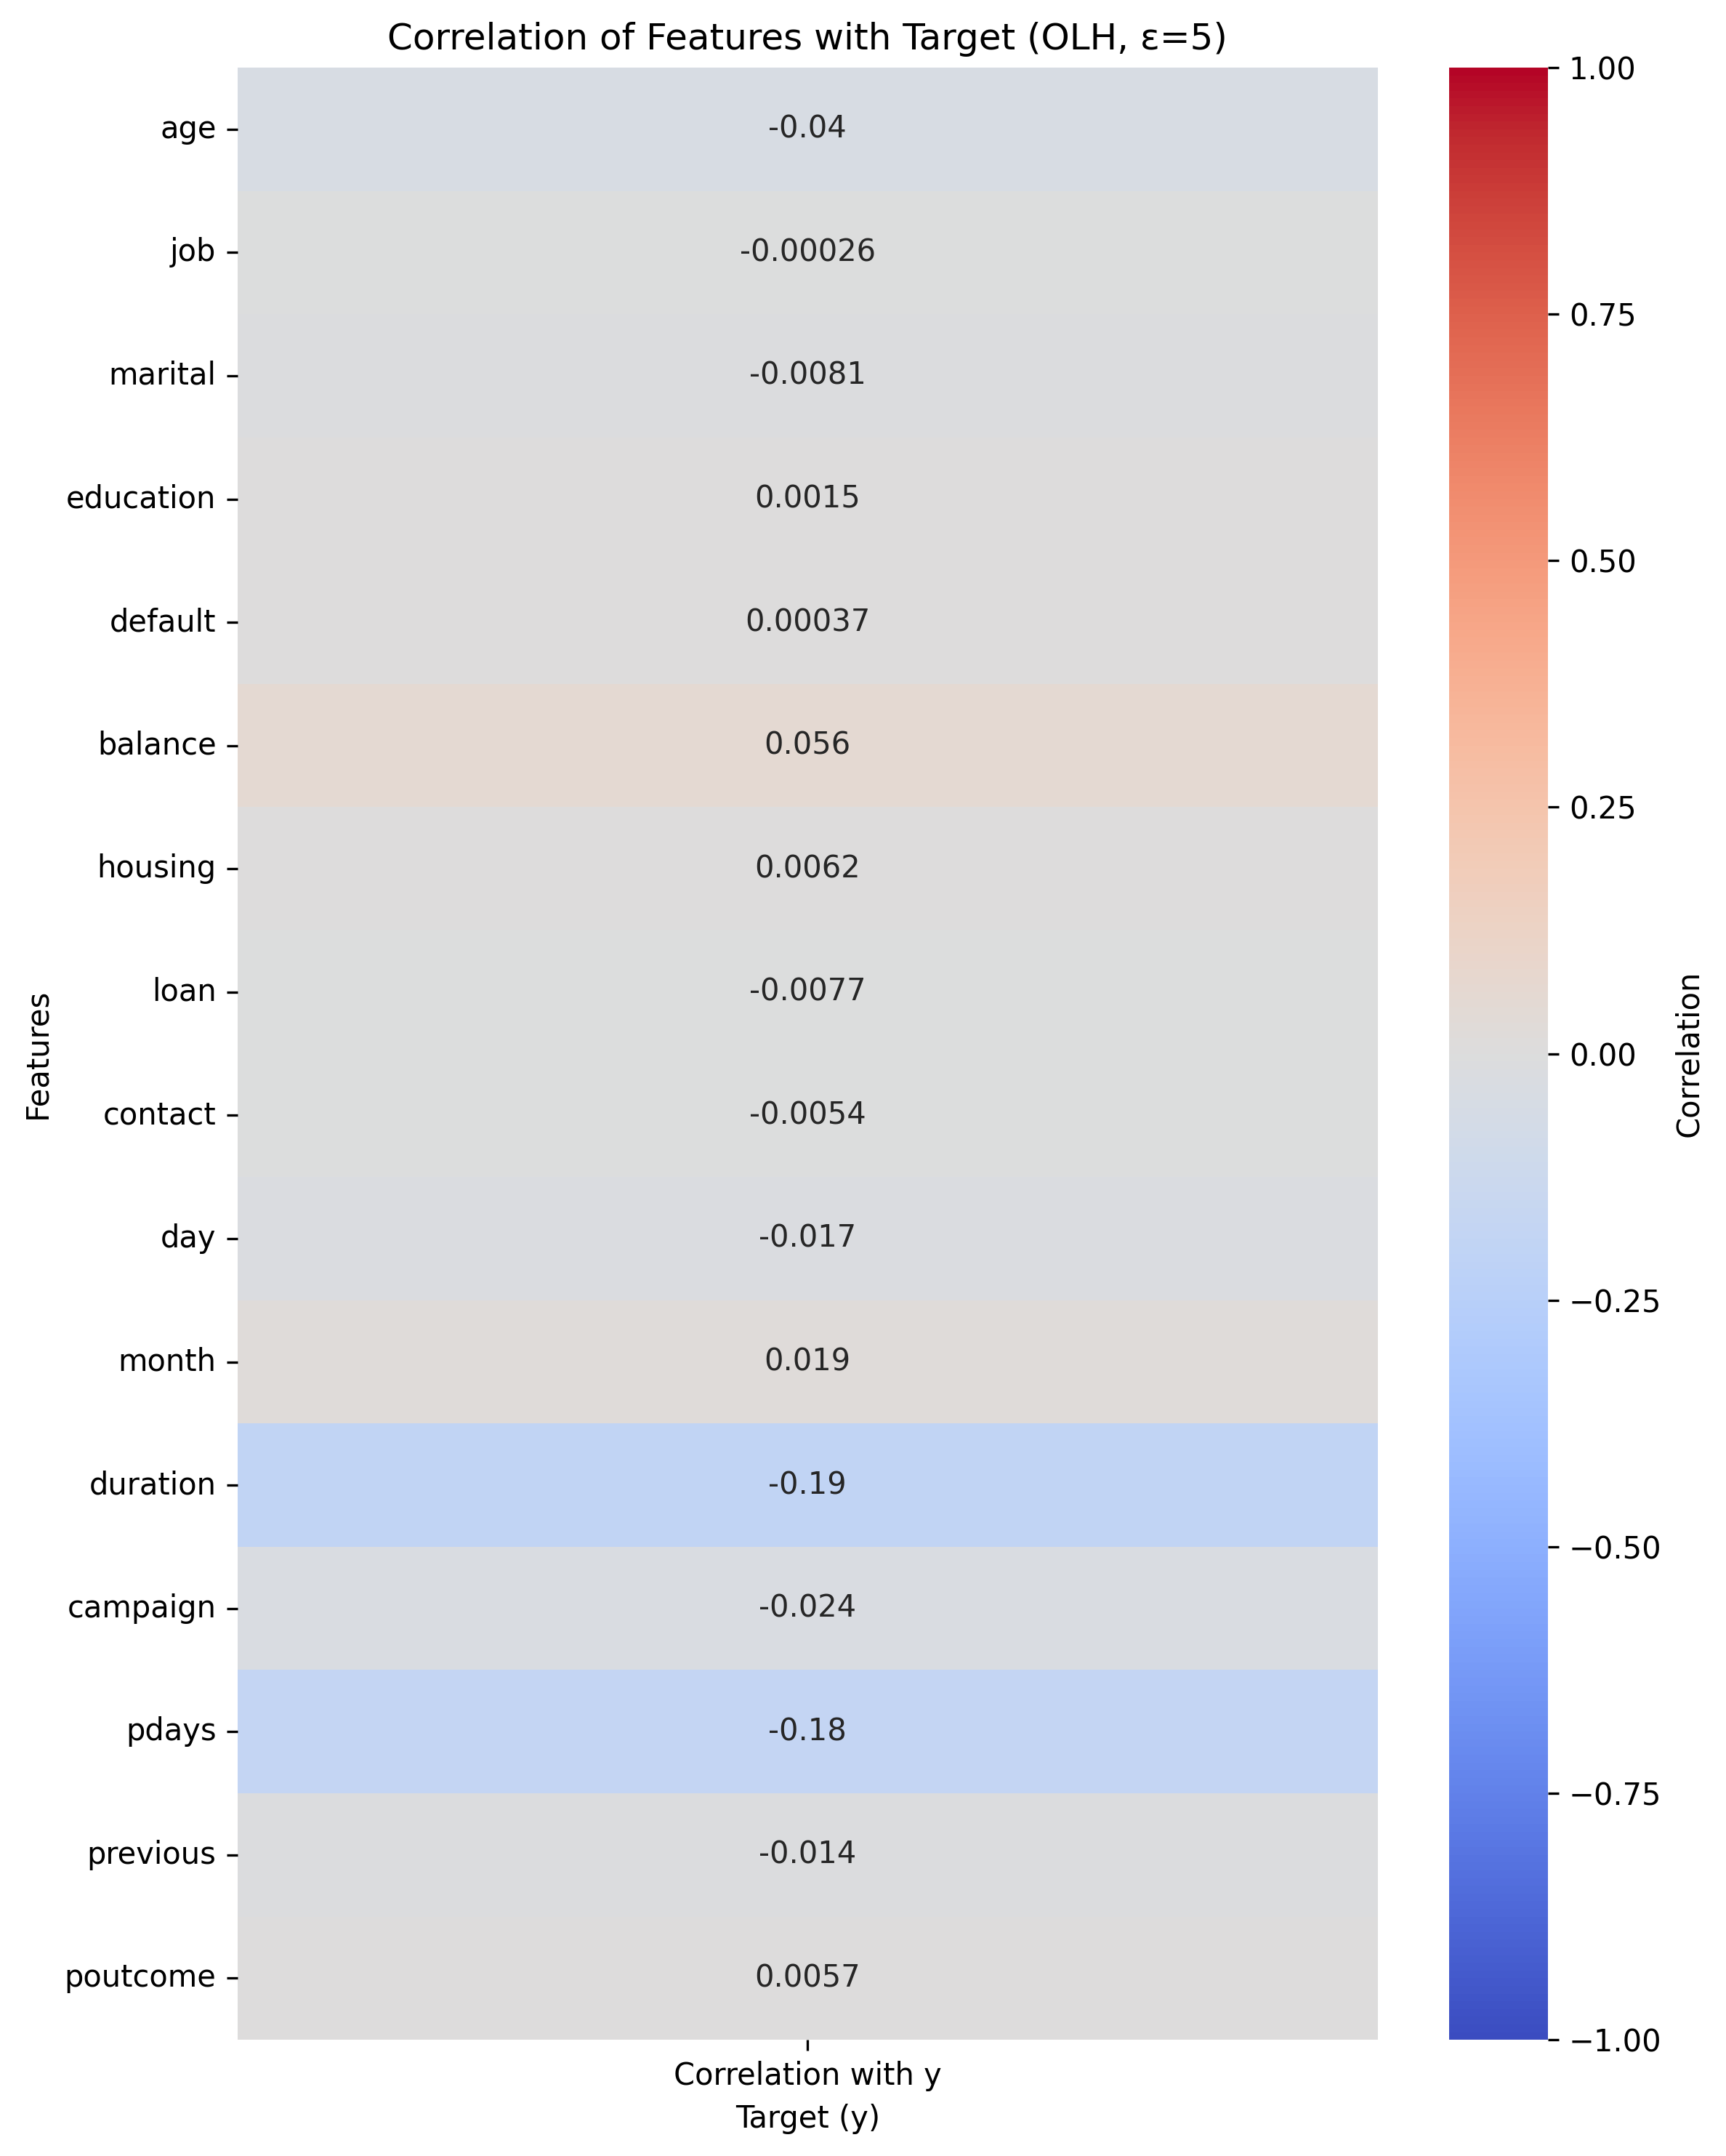 Correlation of Features with Target (OLH, ε=5)
Features
age -0.04
job -0.00026
marital -0.0081
education 0.0015
default 0.00037
balance 0.056
housing 0.0062
loan -0.0077
contact -0.0054
day -0.017
month 0.019
duration -0.19
campaign -0.024
pdays -0.18
previous -0.014
poutcome 0.0057
Correlation with y
Target (y)
1.00
0.75
0.50
0.25
0.00
−0.25
−0.50
−0.75
−1.00
Correlation